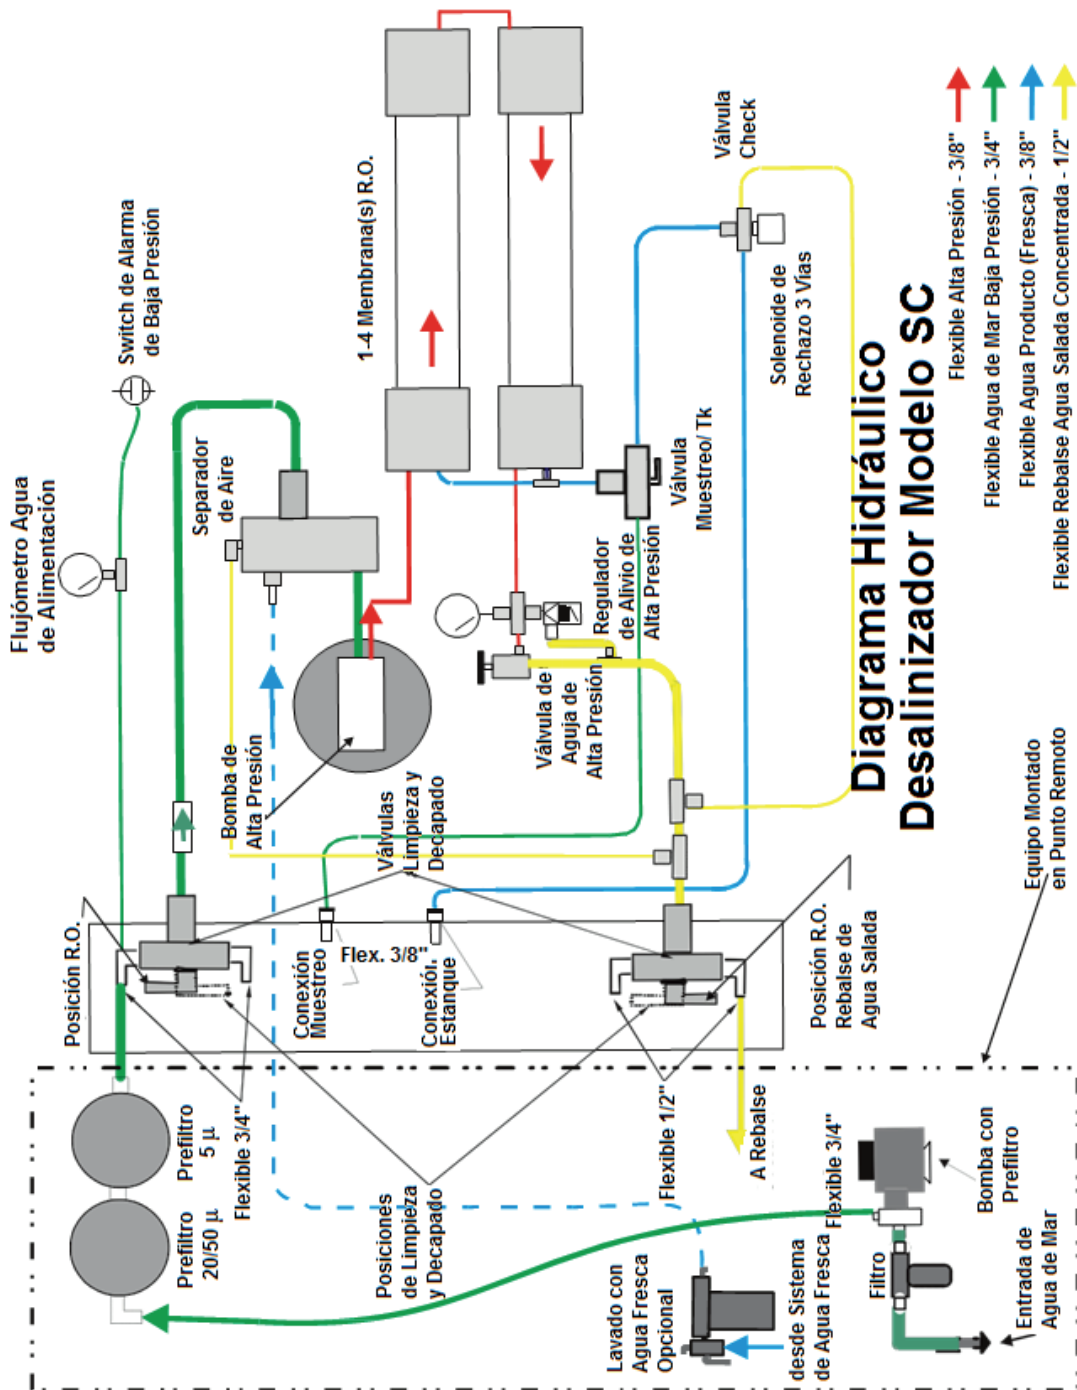 Flujómetro Agua
de Alimentación
Switch de Alarma
de Baja Presión
Separador
de Aire
1-4 Membrana(s) R.O.
Válvula
Check
Solenoide de
Rechazo 3 Vías
Válvula
Muestreo/ Tk
Regulador
de Alivio de
Alta Presión
Válvula de
Aguja de
Alta Presión
Bomba de
Alta Presión
Válvulas
Limpieza y
Decapado
Posición R.O.
Conexión
Muestreo
Flex. 3/8"
Conexión
Estanque
Posición R.O.
Rebalse de
Agua Salada
Diagrama Hidráulico
Desalinizador Modelo SC
Flexible Alta Presión - 3/8"
Flexible Agua de Mar Baja Presión - 3/4"
Flexible Agua Producto (Fresca) - 3/8"
Flexible Rebalse Agua Salada Concentrada - 1/2"
Equipo Montado
en Punto Remoto
Prefiltro
5 µ
Prefiltro
20/50 µ
Flexible 3/4"
Posiciones
de Limpieza
y Decapado
Flexible 1/2"
A Rebalse
Flexible 3/4"
Bomba con
Prefiltro
Lavado con
Agua Fresca
Opcional
desde Sistema
de Agua Fresca
Filtro
Entrada de
Agua de Mar